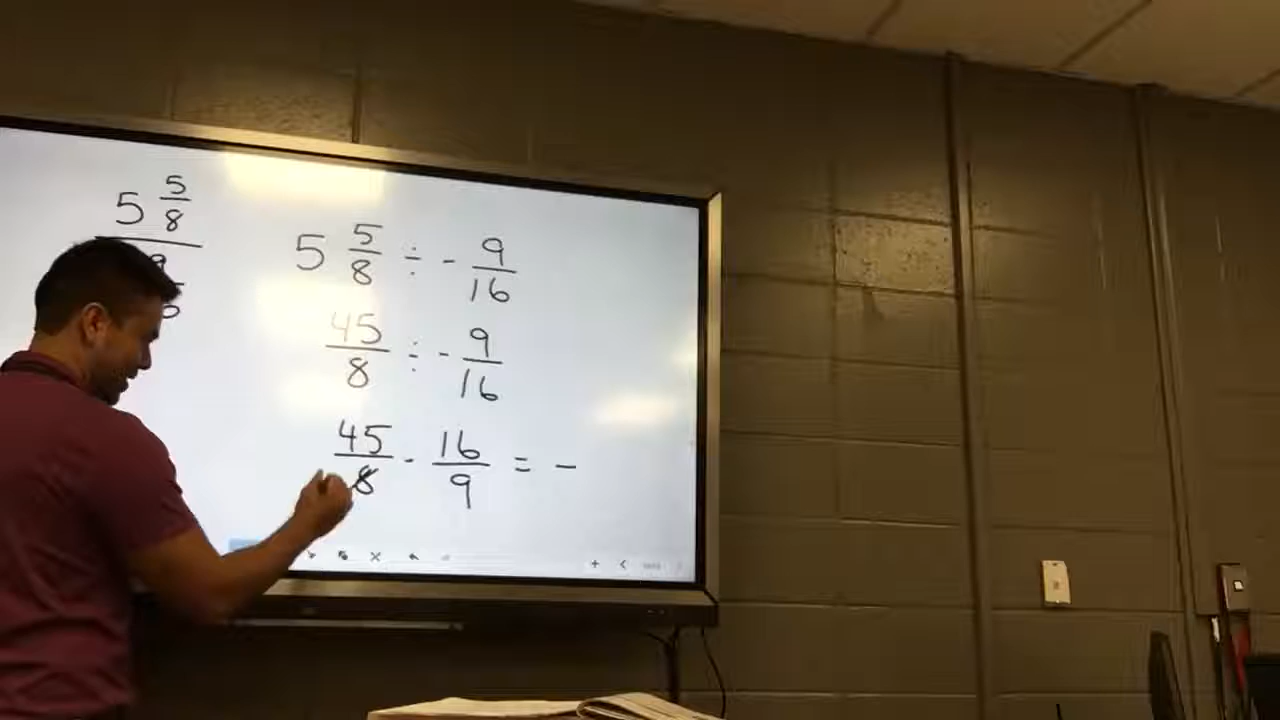 5 5/8
5 5/8 ÷ - 9/16
45/8 ÷ - 9/16
45/8 · 16/9 = -